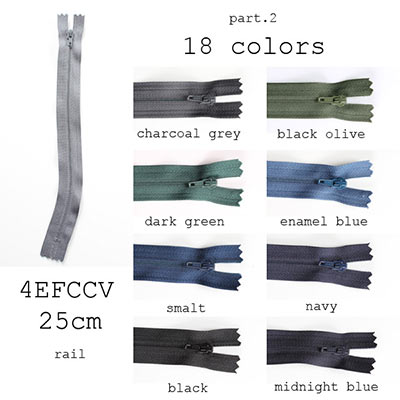 part.2
18 colors
charcoal grey
black olive
dark green
enamel blue
4EFCCV
25cm
rail
smalt
navy
black
midnight blue